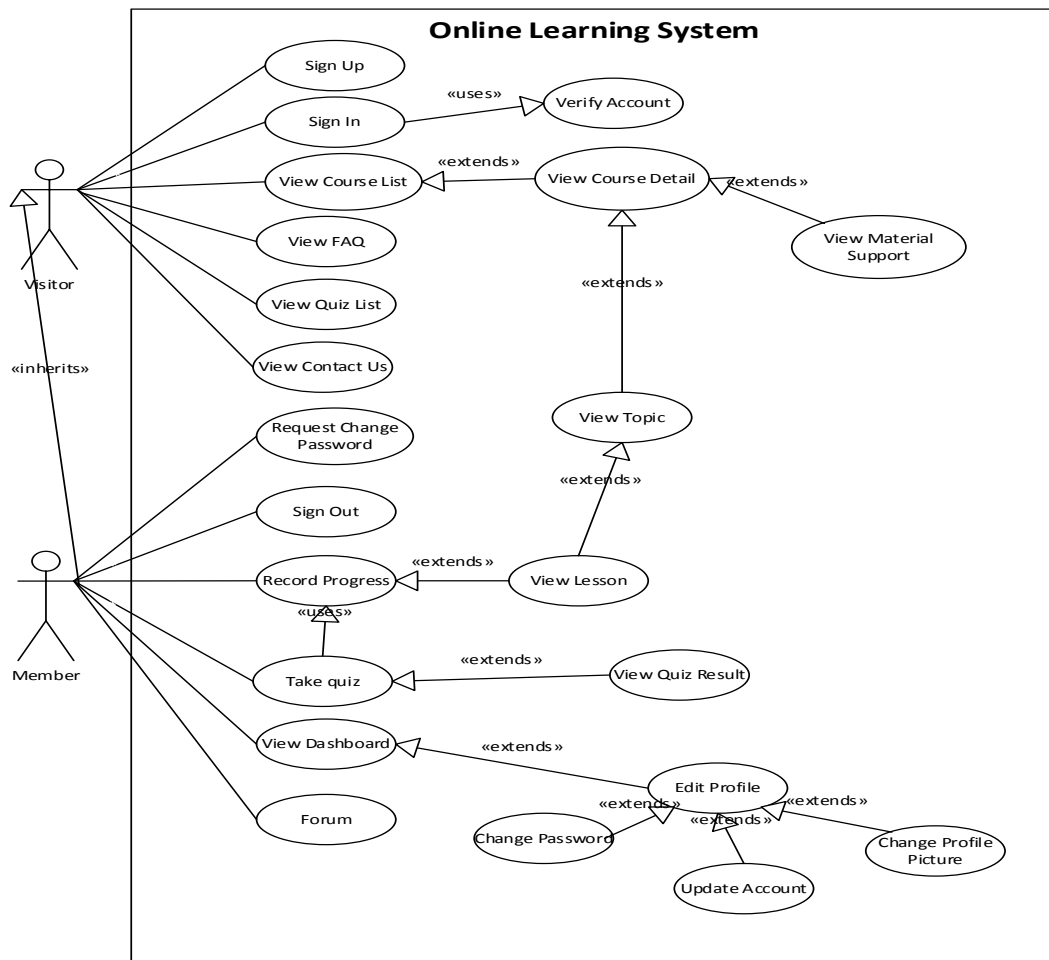 Online Learning System
Sign Up
«uses»
Verify Account
Sign In
«extends»
View Course List
View Course Detail
«extends»
View Material
Support
View FAQ
Visitor
«extends»
View Quiz List
View Contact Us
«inherits»
View Topic
Request Change
Password
«extends»
Sign Out
«extends»
Record Progress
View Lesson
«uses»
Member
«extends»
Take quiz
View Quiz Result
View Dashboard
«extends»
Edit Profile
«extends»
«extends»
«extends»
Forum
Change Password
Change Profile
Picture
Update Account